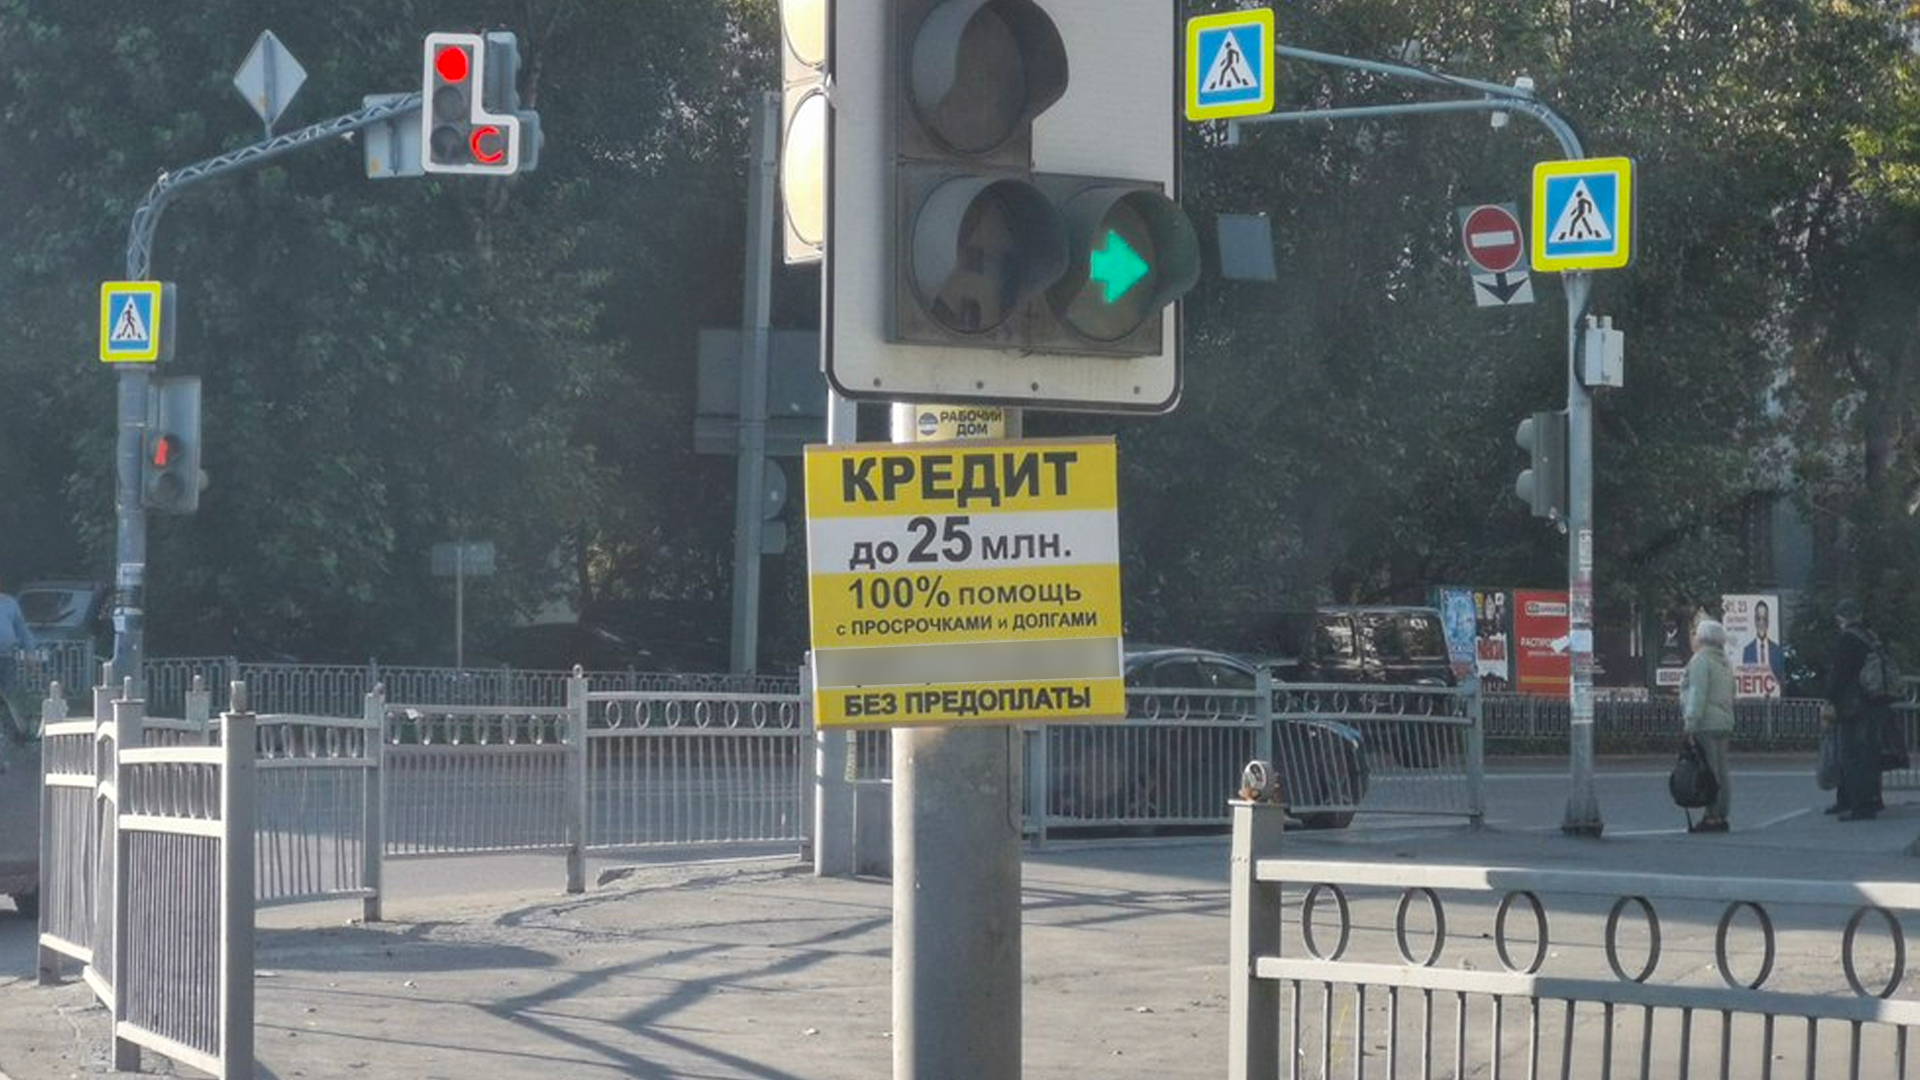 РАБОЧИЙ
ДОМ
КРЕДИТ
до 25 млн.
100% помощь
с ПРОСРОЧКАМИ и ДОЛГАМИ
БЕЗ ПРЕДОПЛАТЫ